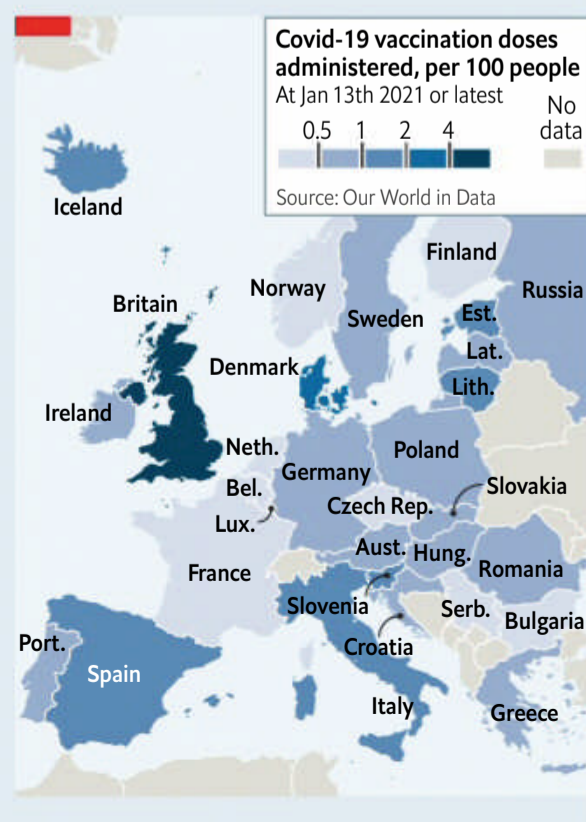 Covid-19 vaccination doses
administered, per 100 people
At Jan 13th 2021 or latest
No
data
0.5 1 2 4
Source: Our World in Data
Iceland
Finland
Norway
Russia
Britain
Sweden
Est.
Lat.
Denmark
Lith.
Ireland
Neth.
Poland
Germany
Bel.
Slovakia
Czech Rep.
Lux.
Aust.
Hung.
France
Romania
Slovenia
Serb.
Bulgaria
Croatia
Port.
Spain
Italy
Greece